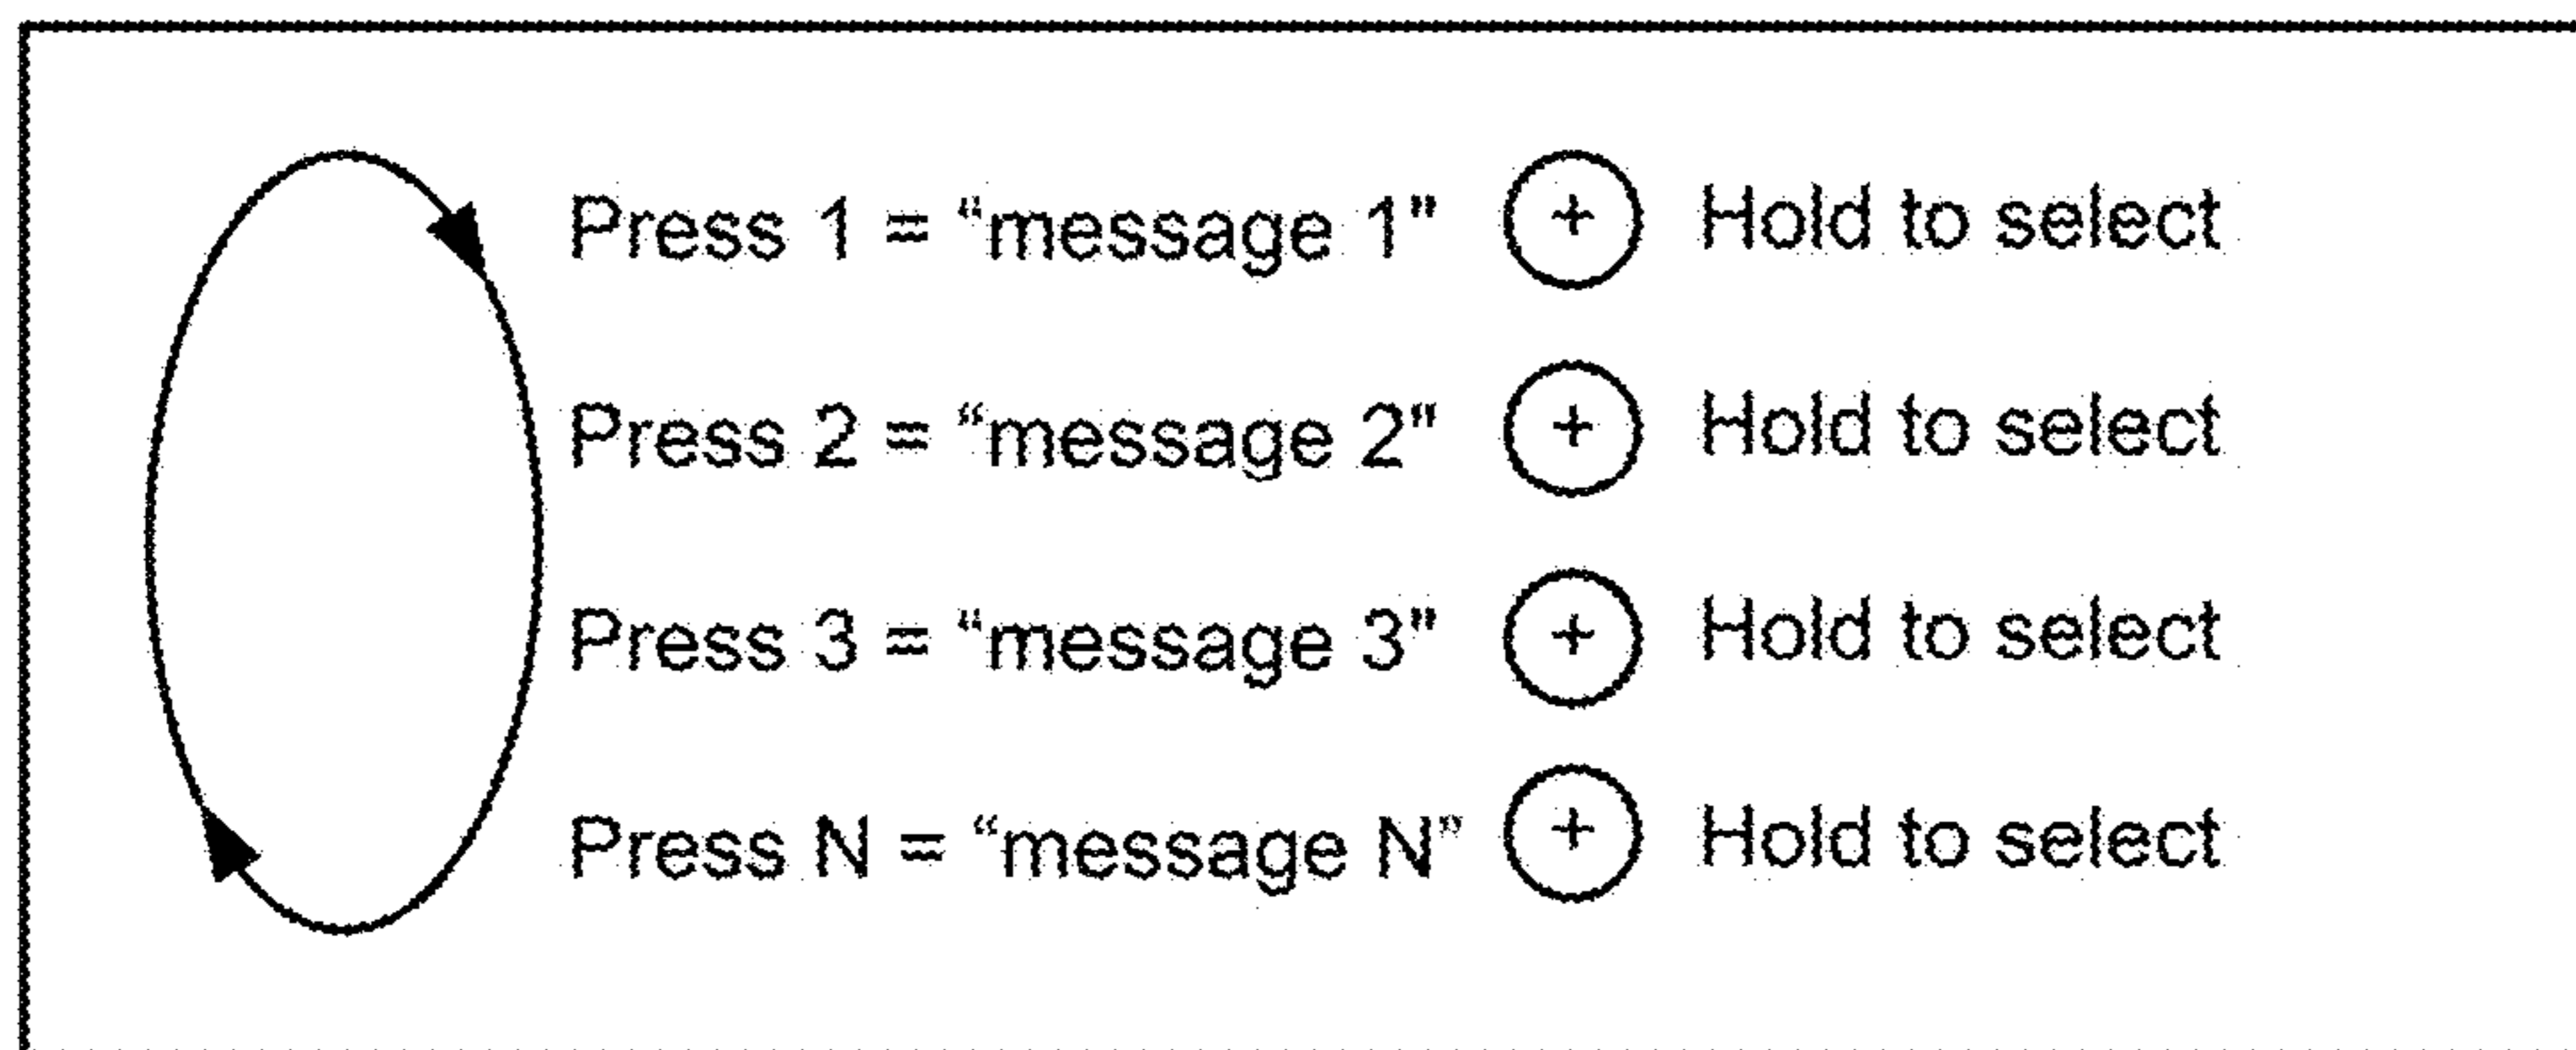 Press 1 = “message 1" + Hold to select
Press 2 = “message 2" + Hold to select
Press 3 = “message 3" + Hold to select
Press N = “message N” + Hold to select